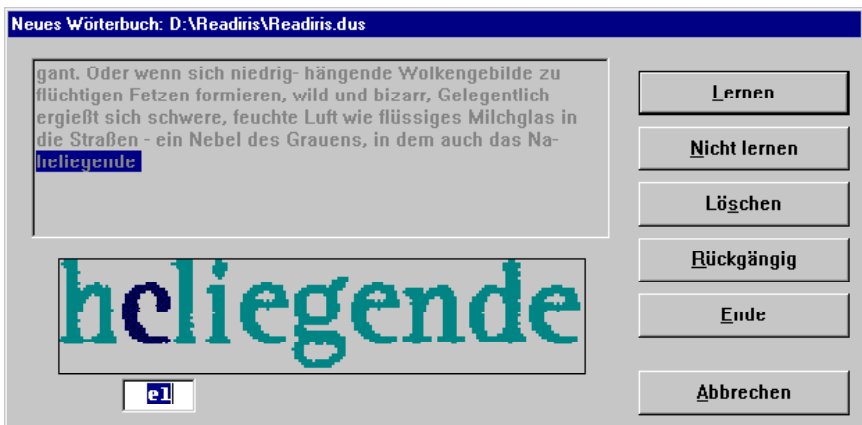 Neues Wörterbuch: D:\Readiris\Readiris.dus
gant. Oder wenn sich niedrig- hängende Wolkengebilde zu
flüchtigen Fetzen formieren, wild und bizarr, Gelegentlich
ergießt sich schwere, feuchte Luft wie flüssiges Milchglas in
die Straßen - ein Nebel des Grauens, in dem auch das Na-
heliegende
Lernen
Nicht lernen
Löschen
Rückgängig
Ende
Abbrechen
heliegende
el